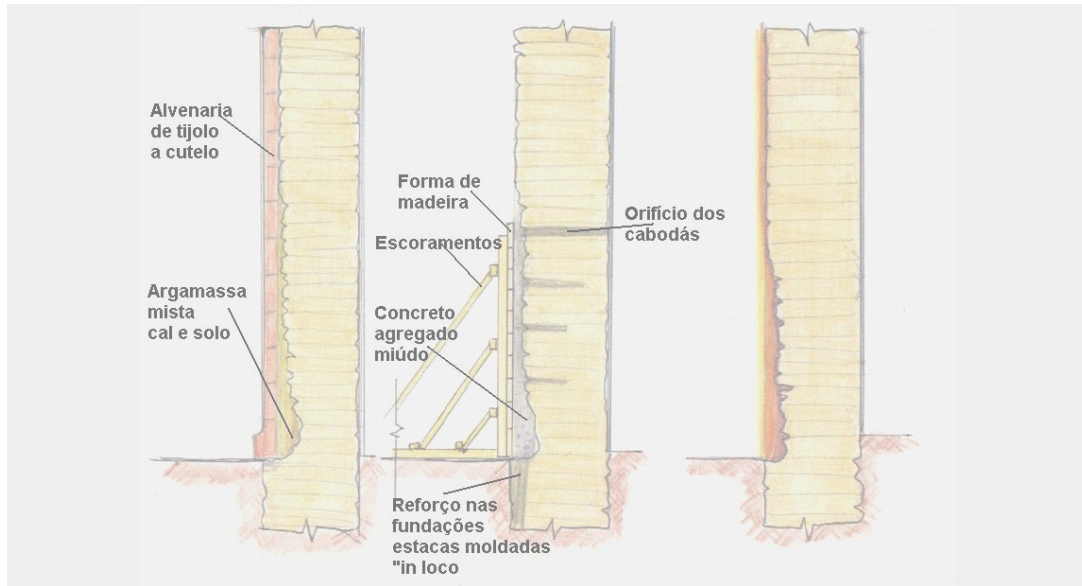 Alvenaria
de tijolo
a cutelo
Argamassa
mista
cal e solo
Forma de
madeira
Escoramentos
Concreto
agregado
miúdo
Orifício dos
cabodás
Reforço nas
fundações
estacas moldadas
"in loco